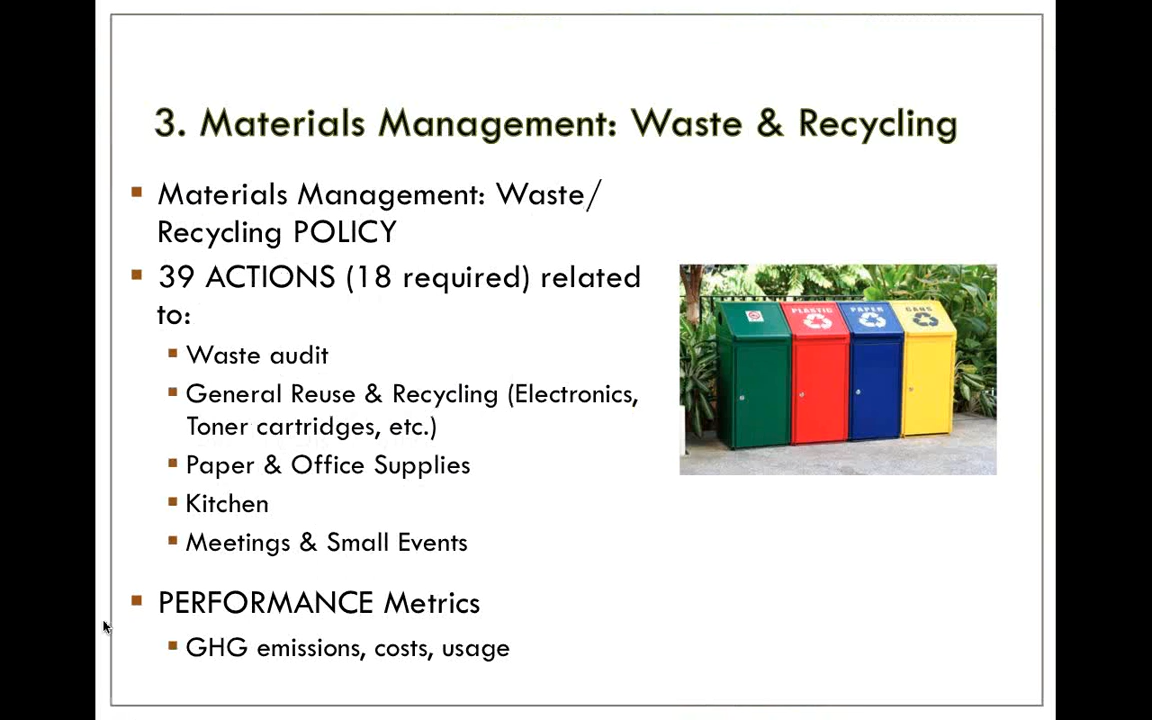 3. Materials Management: Waste & Recycling
Materials Management: Waste/
Recycling POLICY
39 ACTIONS (18 required) related
to:
Waste audit
General Reuse & Recycling (Electronics,
Toner cartridges, etc.)
Paper & Office Supplies
Kitchen
Meetings & Small Events
PERFORMANCE Metrics
GHG emissions, costs, usage
PLASTIC
PAPER
CANS